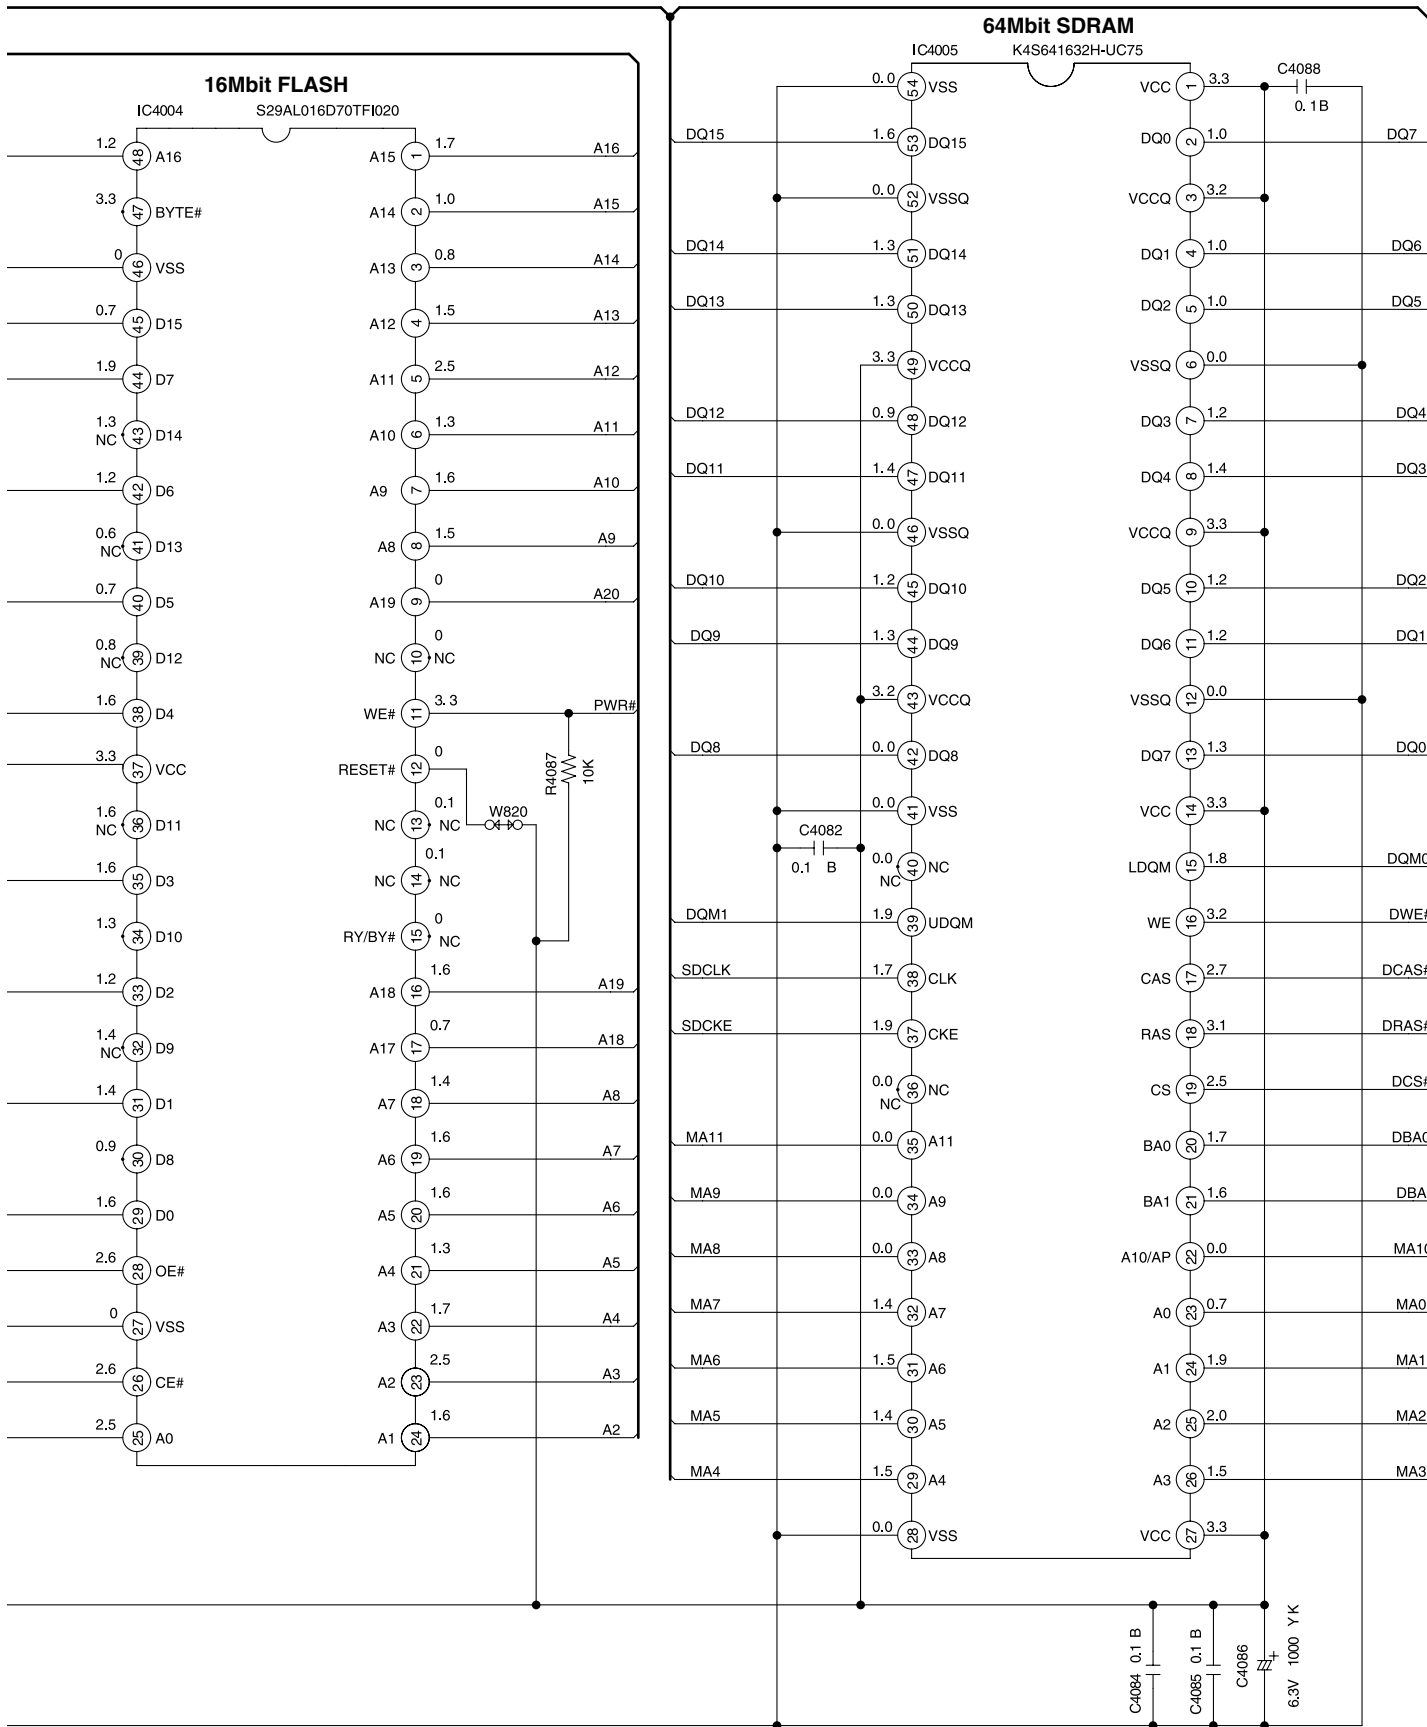 64Mbit SDRAM
IC4005 K4S641632H-UC75
16Mbit FLASH
IC4004 S29AL016D70TFI020
1.2 48 A16 A15 1 1.7 A16
3.3 47 BYTE# A14 2 1.0 A15
0 46 VSS A13 3 0.8 A14
0.7 45 D15 A12 4 1.5 A13
1.9 44 D7 A11 5 2.5 A12
1.3 NC 43 D14 A10 6 1.3 A11
1.2 42 D6 A9 7 1.6 A10
0.6 NC 41 D13 A8 8 1.5 A9
0.7 40 D5 A19 9 0 A20
0.8 NC 39 D12 NC 10 0 NC
1.6 38 D4 WE# 11 3.3 PWR#
3.3 37 VCC RESET# 12 0
R4087 10K
1.6 NC 36 D11 NC 13 0.1 NC W820
1.6 35 D3 NC 14 0.1 NC
1.3 34 D10 RY/BY# 15 0 NC
1.2 33 D2 A18 16 1.6 A19
1.4 NC 32 D9 A17 17 0.7 A18
1.4 31 D1 A7 18 1.4 A8
0.9 30 D8 A6 19 1.6 A7
1.6 29 D0 A5 20 1.6 A6
2.6 28 OE# A4 21 1.3 A5
0 27 VSS A3 22 1.7 A4
2.6 26 CE# A2 23 2.5 A3
2.5 25 A0 A1 24 1.6 A2
0.0 54 VSS VCC 1 3.3 C4088 0.1B
DQ15 1.6 53 DQ15 DQ0 2 1.0 DQ7
0.0 52 VSSQ VCCQ 3 3.2
DQ14 1.3 51 DQ14 DQ1 4 1.0 DQ6
DQ13 1.3 50 DQ13 DQ2 5 1.0 DQ5
3.3 49 VCCQ VSSQ 6 0.0
DQ12 0.9 48 DQ12 DQ3 7 1.2 DQ4
DQ11 1.4 47 DQ11 DQ4 8 1.4 DQ3
0.0 46 VSSQ VCCQ 9 3.3
DQ10 1.2 45 DQ10 DQ5 10 1.2 DQ2
DQ9 1.3 44 DQ9 DQ6 11 1.2 DQ1
3.2 43 VCCQ VSSQ 12 0.0
DQ8 0.0 42 DQ8 DQ7 13 1.3 DQ0
0.0 41 VSS VCC 14 3.3
C4082 0.1 B
0.0 NC 40 NC LDQM 15 1.8 DQM0
DQM1 1.9 39 UDQM WE 16 3.2 DWE#
SDCLK 1.7 38 CLK CAS 17 2.7 DCAS#
SDCKE 1.9 37 CKE RAS 18 3.1 DRAS#
0.0 NC 36 NC CS 19 2.5 DCS#
MA11 0.0 35 A11 BA0 20 1.7 DBA0
MA9 0.0 34 A9 BA1 21 1.6 DBA
MA8 0.0 33 A8 A10/AP 22 0.0 MA10
MA7 1.4 32 A7 A0 23 0.7 MA0
MA6 1.5 31 A6 A1 24 1.9 MA1
MA5 1.4 30 A5 A2 25 2.0 MA2
MA4 1.5 29 A4 A3 26 1.5 MA3
0.0 28 VSS VCC 27 3.3
C4084 0.1 B
C4085 0.1 B
C4086 +
6.3V 1000 YK